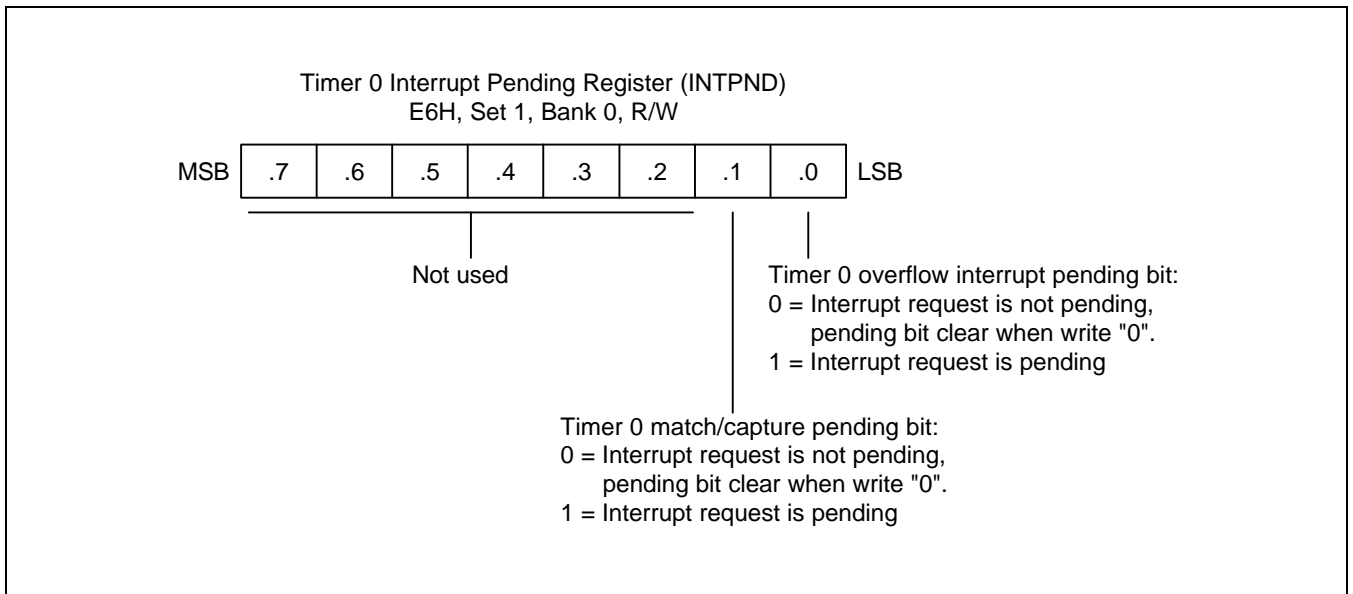 Timer 0 Interrupt Pending Register (INTPND)
E6H, Set 1, Bank 0, R/W
MSB .7 .6 .5 .4 .3 .2 .1 .0 LSB
Not used
Timer 0 overflow interrupt pending bit:
0 = Interrupt request is not pending,
pending bit clear when write "0".
1 = Interrupt request is pending
Timer 0 match/capture pending bit:
0 = Interrupt request is not pending,
pending bit clear when write "0".
1 = Interrupt request is pending